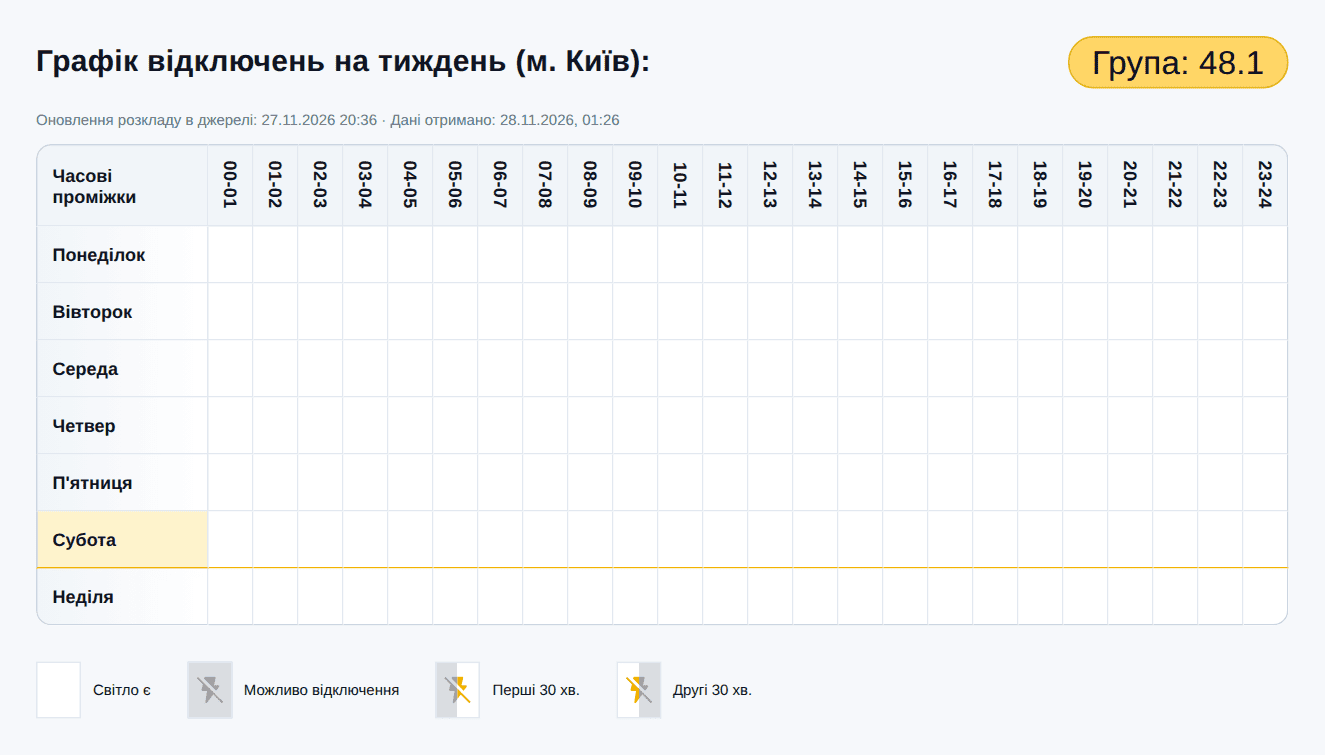 Графік відключень на тиждень (м. Київ):
Група: 48.1
Оновлення розкладу в джерелі: 27.11.2026 20:36 · Дані отримано: 28.11.2026, 01:26
Часові
проміжки
00-01
01-02
02-03
03-04
04-05
05-06
06-07
07-08
08-09
09-10
10-11
11-12
12-13
13-14
14-15
15-16
16-17
17-18
18-19
19-20
20-21
21-22
22-23
23-24
Понеділок
Вівторок
Середа
Четвер
П'ятниця
Субота
Неділя
Світло є
Можливо відключення
Перші 30 хв.
Другі 30 хв.